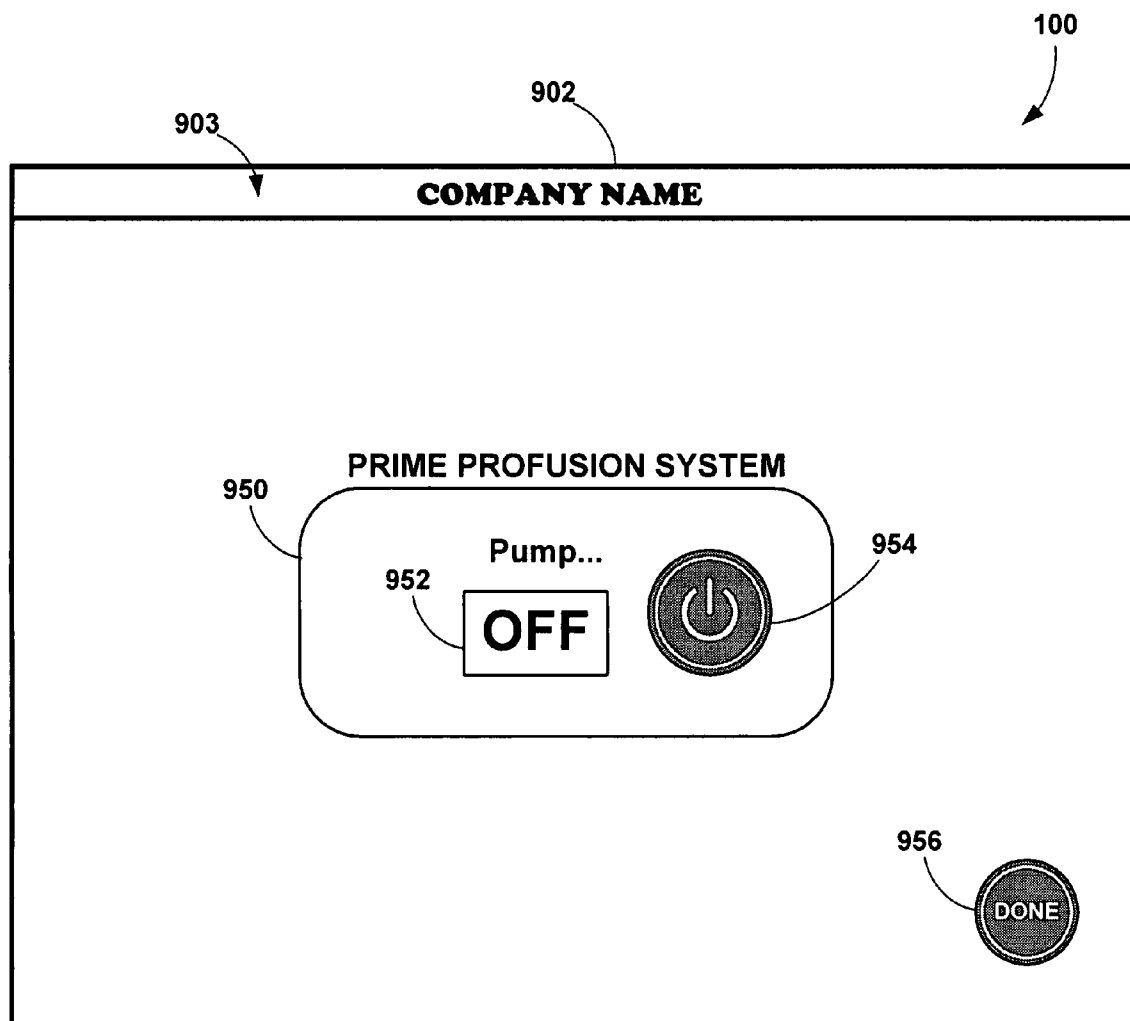 100
902
903
COMPANY NAME
PRIME PROFUSION SYSTEM
950
Pump...
954
952
OFF
956
DONE